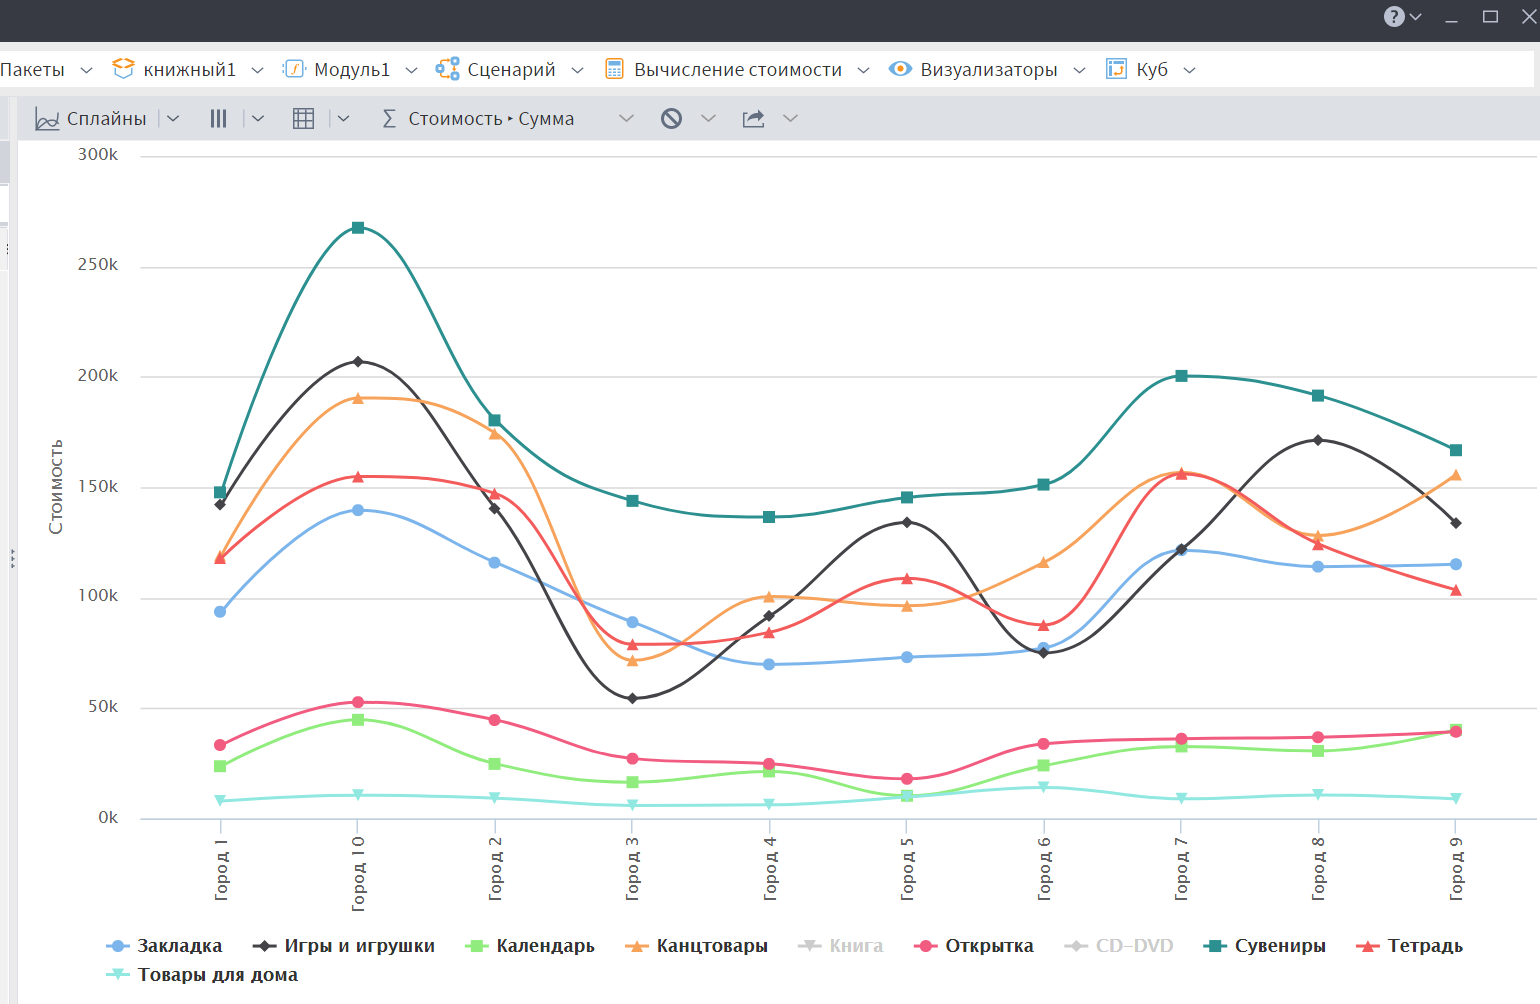 ?
Пакеты книжный1 Модуль1 Сценарий Вычисление стоимости Визуализаторы Куб
Сплайны Σ Стоимость ▸ Сумма
300k
250k
200k
150k
100k
50k
0k
Стоимость
Город 1 Город 10 Город 2 Город 3 Город 4 Город 5 Город 6 Город 7 Город 8 Город 9
Закладка Игры и игрушки Календарь Канцтовары Книга Открытка CD-DVD Сувениры Тетрадь
Товары для дома